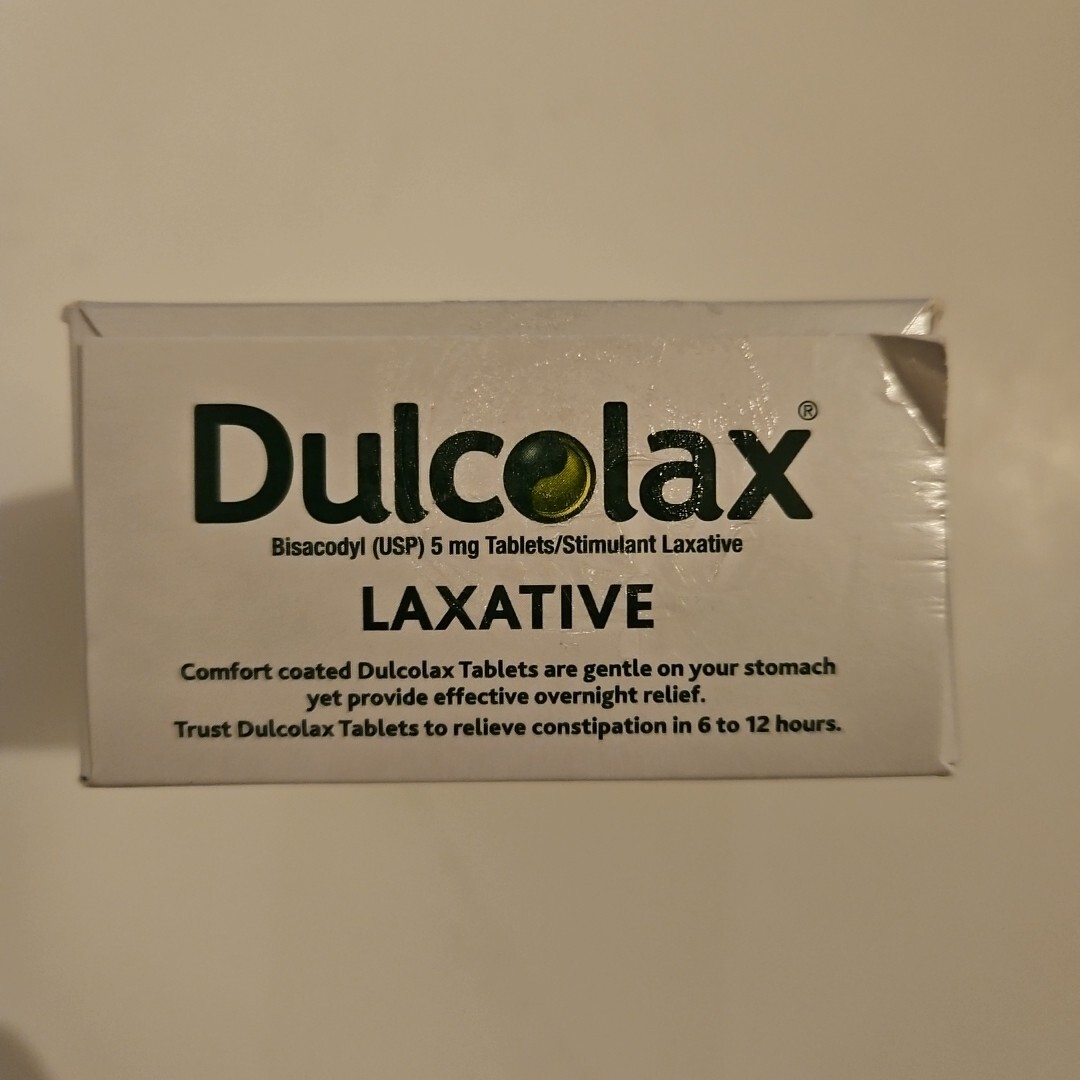 Dulcolax®
Bisacodyl (USP) 5 mg Tablets/Stimulant Laxative
LAXATIVE
Comfort coated Dulcolax Tablets are gentle on your stomach
yet provide effective overnight relief.
Trust Dulcolax Tablets to relieve constipation in 6 to 12 hours.